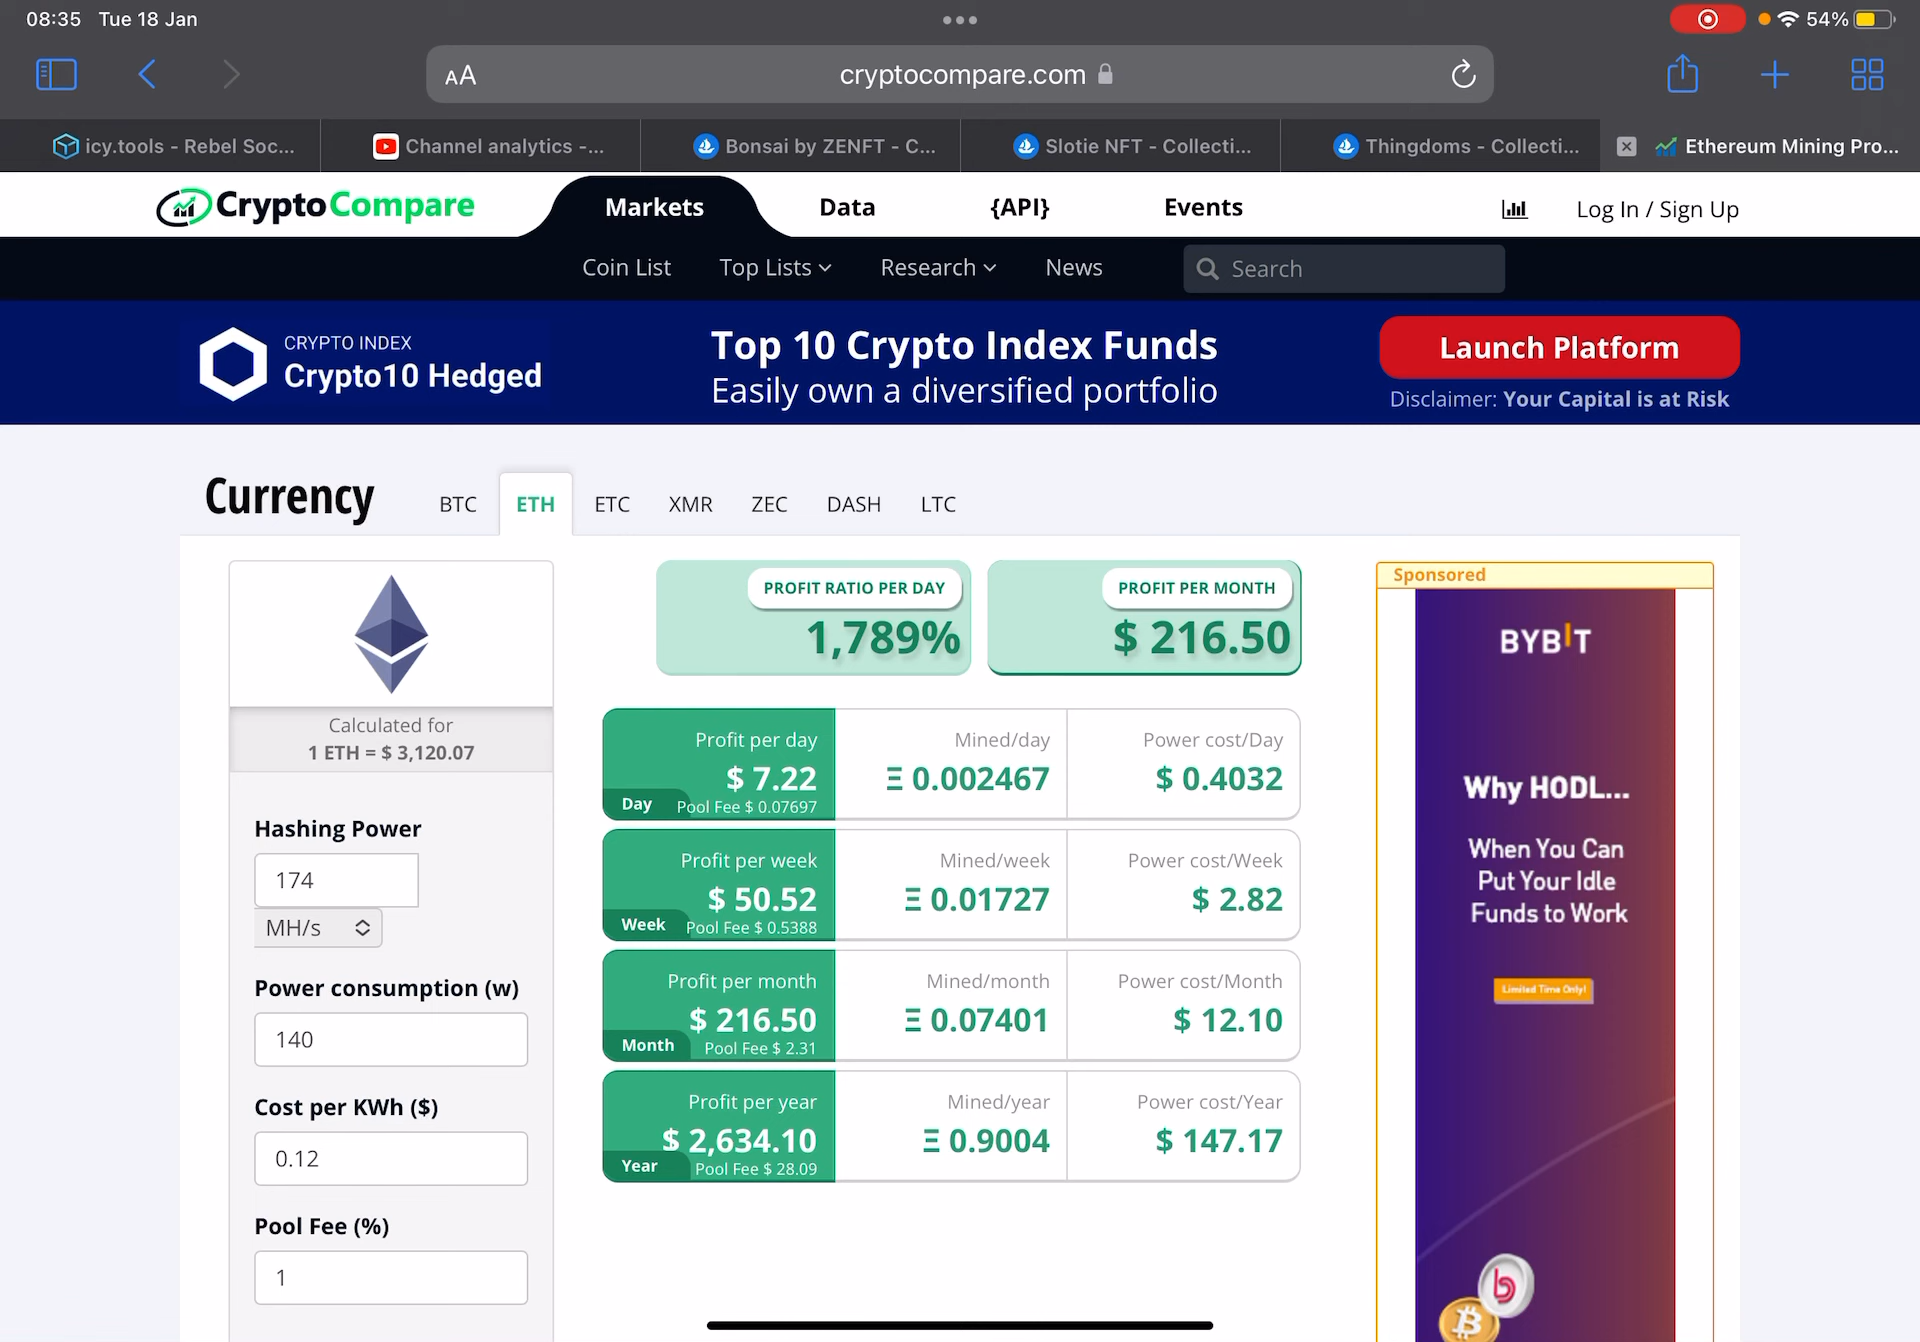 08:35 Tue 18 Jan
54%
AA
cryptocompare.com
icy.tools - Rebel Soc...
Channel analytics -...
Bonsai by ZENFT - C...
Slotie NFT - Collecti...
Thingdoms - Collecti...
Ethereum Mining Pro...
CryptoCompare
Markets
Data
{API}
Events
Log In / Sign Up
Coin List
Top Lists
Research
News
Search
CRYPTO INDEX
Crypto10 Hedged
Top 10 Crypto Index Funds
Easily own a diversified portfolio
Launch Platform
Disclaimer: Your Capital is at Risk
Currency
BTC
ETH
ETC
XMR
ZEC
DASH
LTC
Calculated for
1 ETH = $ 3,120.07
Hashing Power
174
MH/s
Power consumption (w)
140
Cost per KWh ($)
0.12
Pool Fee (%)
1
PROFIT RATIO PER DAY
1,789%
PROFIT PER MONTH
$ 216.50
Profit per day
$ 7.22
Day
Pool Fee $ 0.07697
Mined/day
Ξ 0.002467
Power cost/Day
$ 0.4032
Profit per week
$ 50.52
Week
Pool Fee $ 0.5388
Mined/week
Ξ 0.01727
Power cost/Week
$ 2.82
Profit per month
$ 216.50
Month
Pool Fee $ 2.31
Mined/month
Ξ 0.07401
Power cost/Month
$ 12.10
Profit per year
$ 2,634.10
Year
Pool Fee $ 28.09
Mined/year
Ξ 0.9004
Power cost/Year
$ 147.17
Sponsored
BYBIT
Why HODL...
When You Can
Put Your Idle
Funds to Work
Limited Time Only!